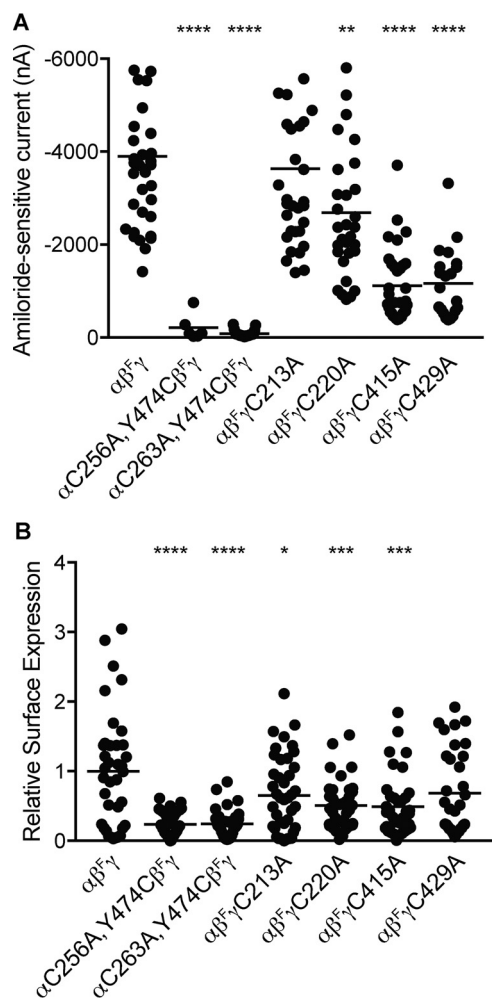 A
**** **** ** **** ****
Amiloride-sensitive current (nA)
-6000
-4000
-2000
0
αβᶠγ
αC256A,Y474Cβᶠγ
αC263A,Y474Cβᶠγ
αβᶠγC213A
αβᶠγC220A
αβᶠγC415A
αβᶠγC429A
B
**** **** * *** ***
Relative Surface Expression
4
3
2
1
0
αβᶠγ
αC256A,Y474Cβᶠγ
αC263A,Y474Cβᶠγ
αβᶠγC213A
αβᶠγC220A
αβᶠγC415A
αβᶠγC429A